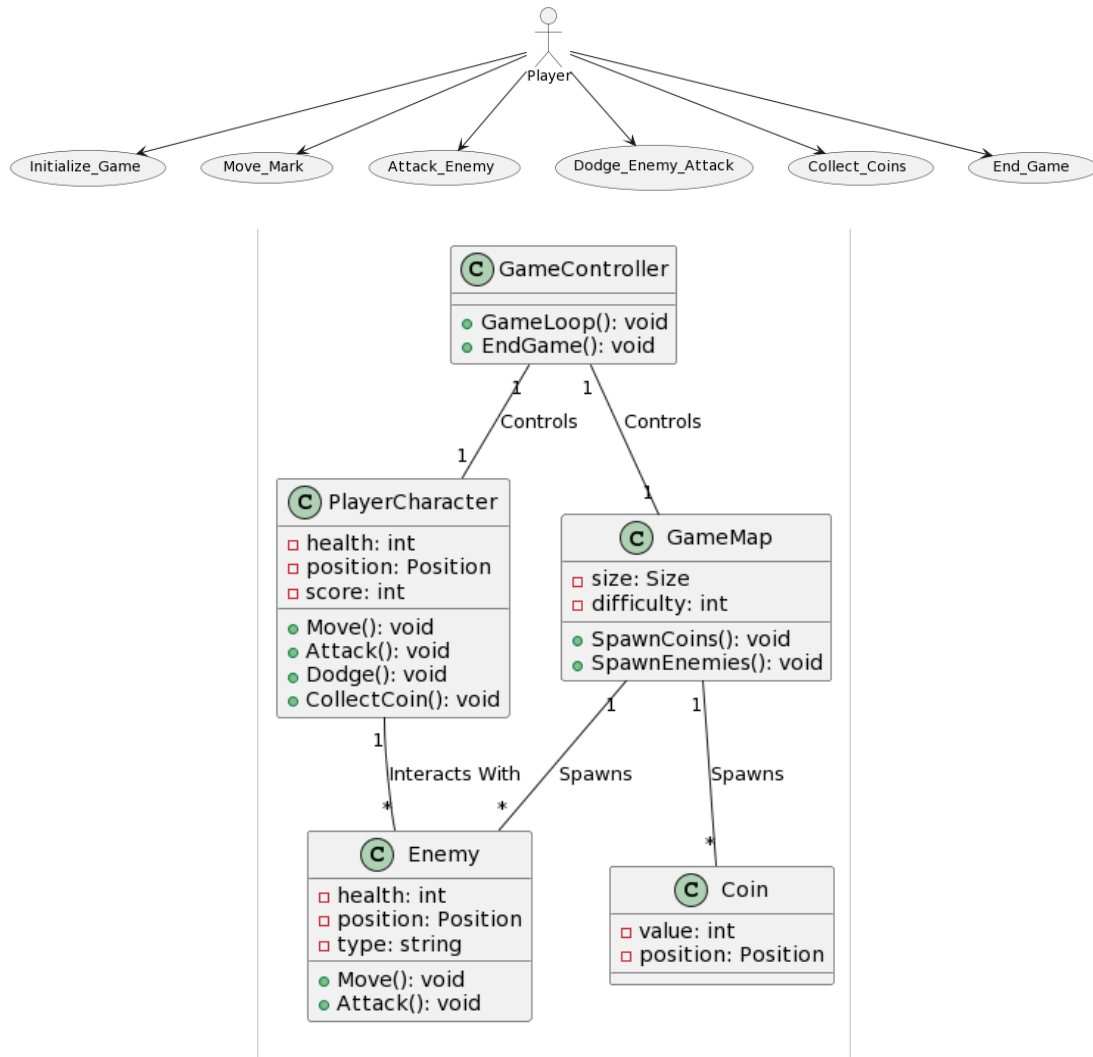 Player
Initialize_Game
Move_Mark
Attack_Enemy
Dodge_Enemy_Attack
Collect_Coins
End_Game
C GameController
GameLoop(): void
EndGame(): void
1
1
Controls
Controls
1
1
C PlayerCharacter
health: int
position: Position
score: int
Move(): void
Attack(): void
Dodge(): void
CollectCoin(): void
C GameMap
size: Size
difficulty: int
SpawnCoins(): void
SpawnEnemies(): void
1
1
1
Interacts With
Spawns
Spawns
*
*
*
C Enemy
health: int
position: Position
type: string
Move(): void
Attack(): void
C Coin
value: int
position: Position